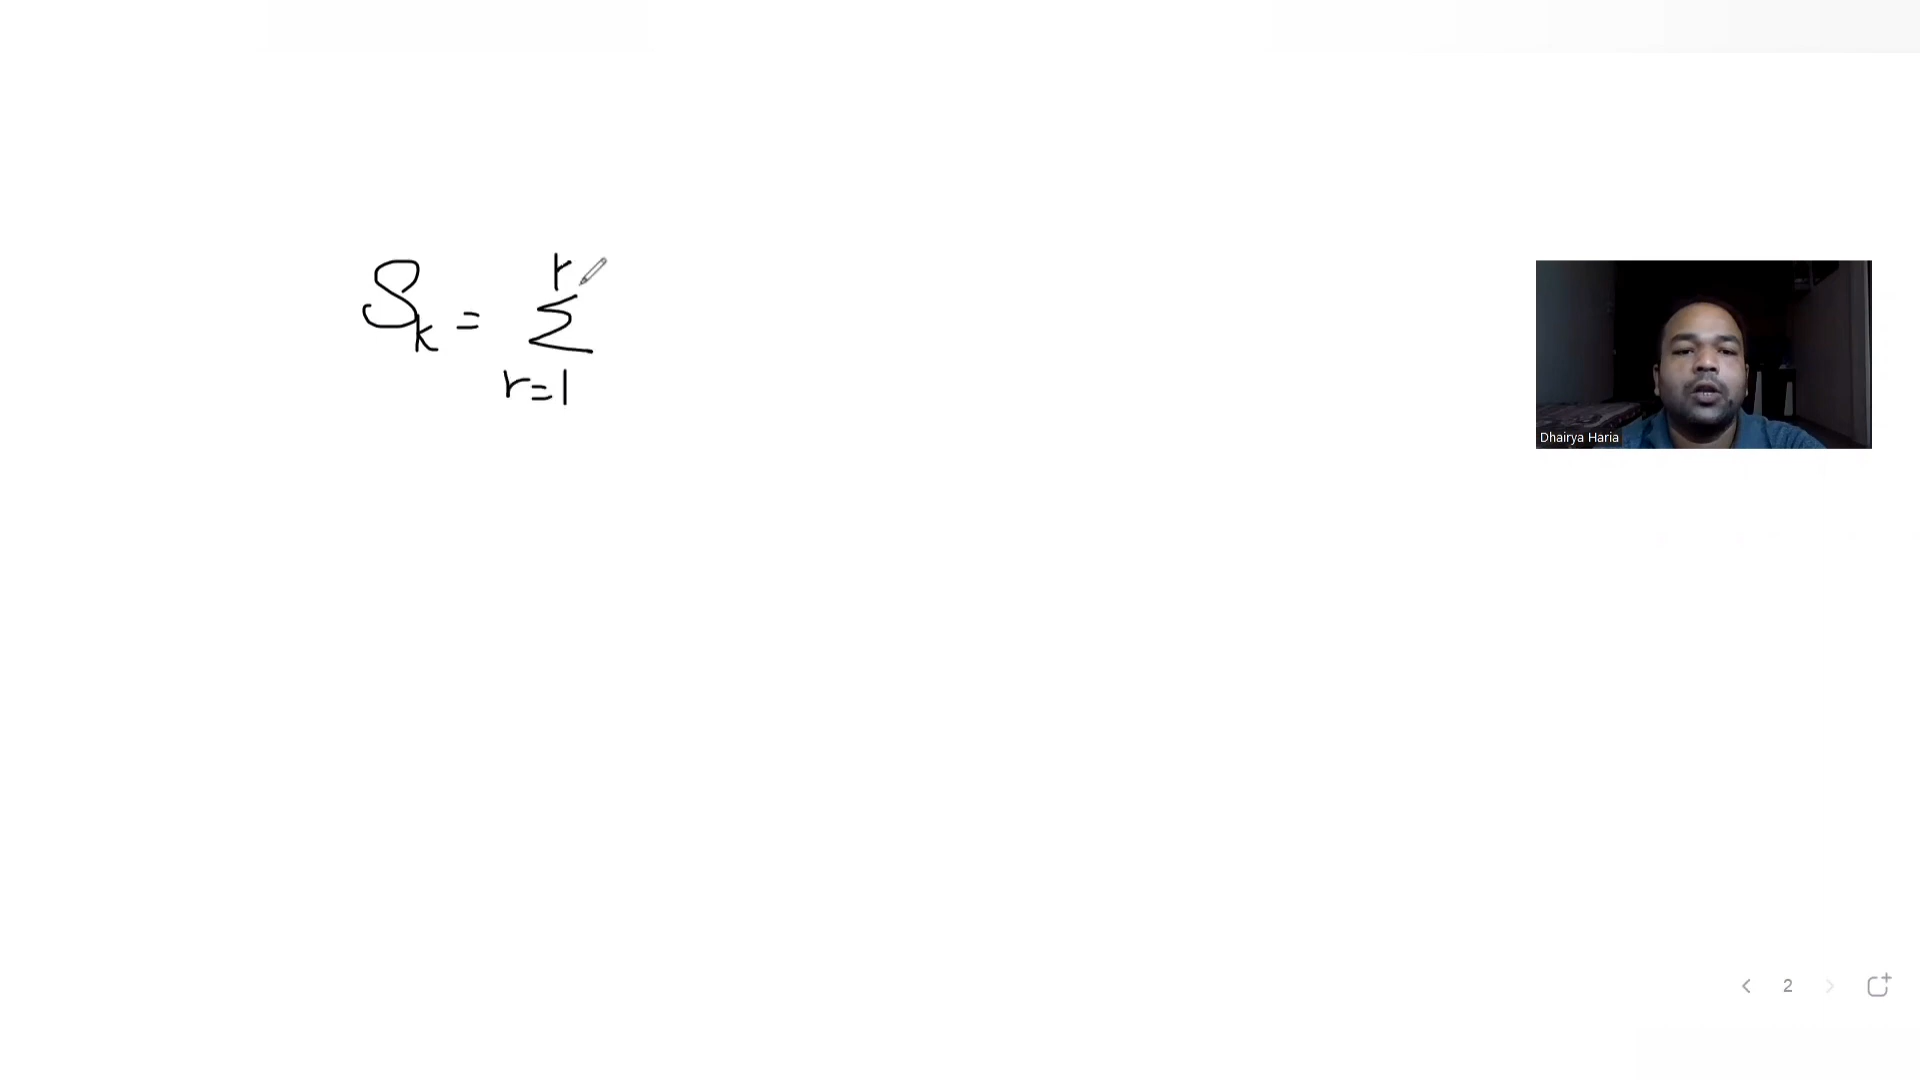 r
S_k = Σ
r=1
Dhairya Haria
2